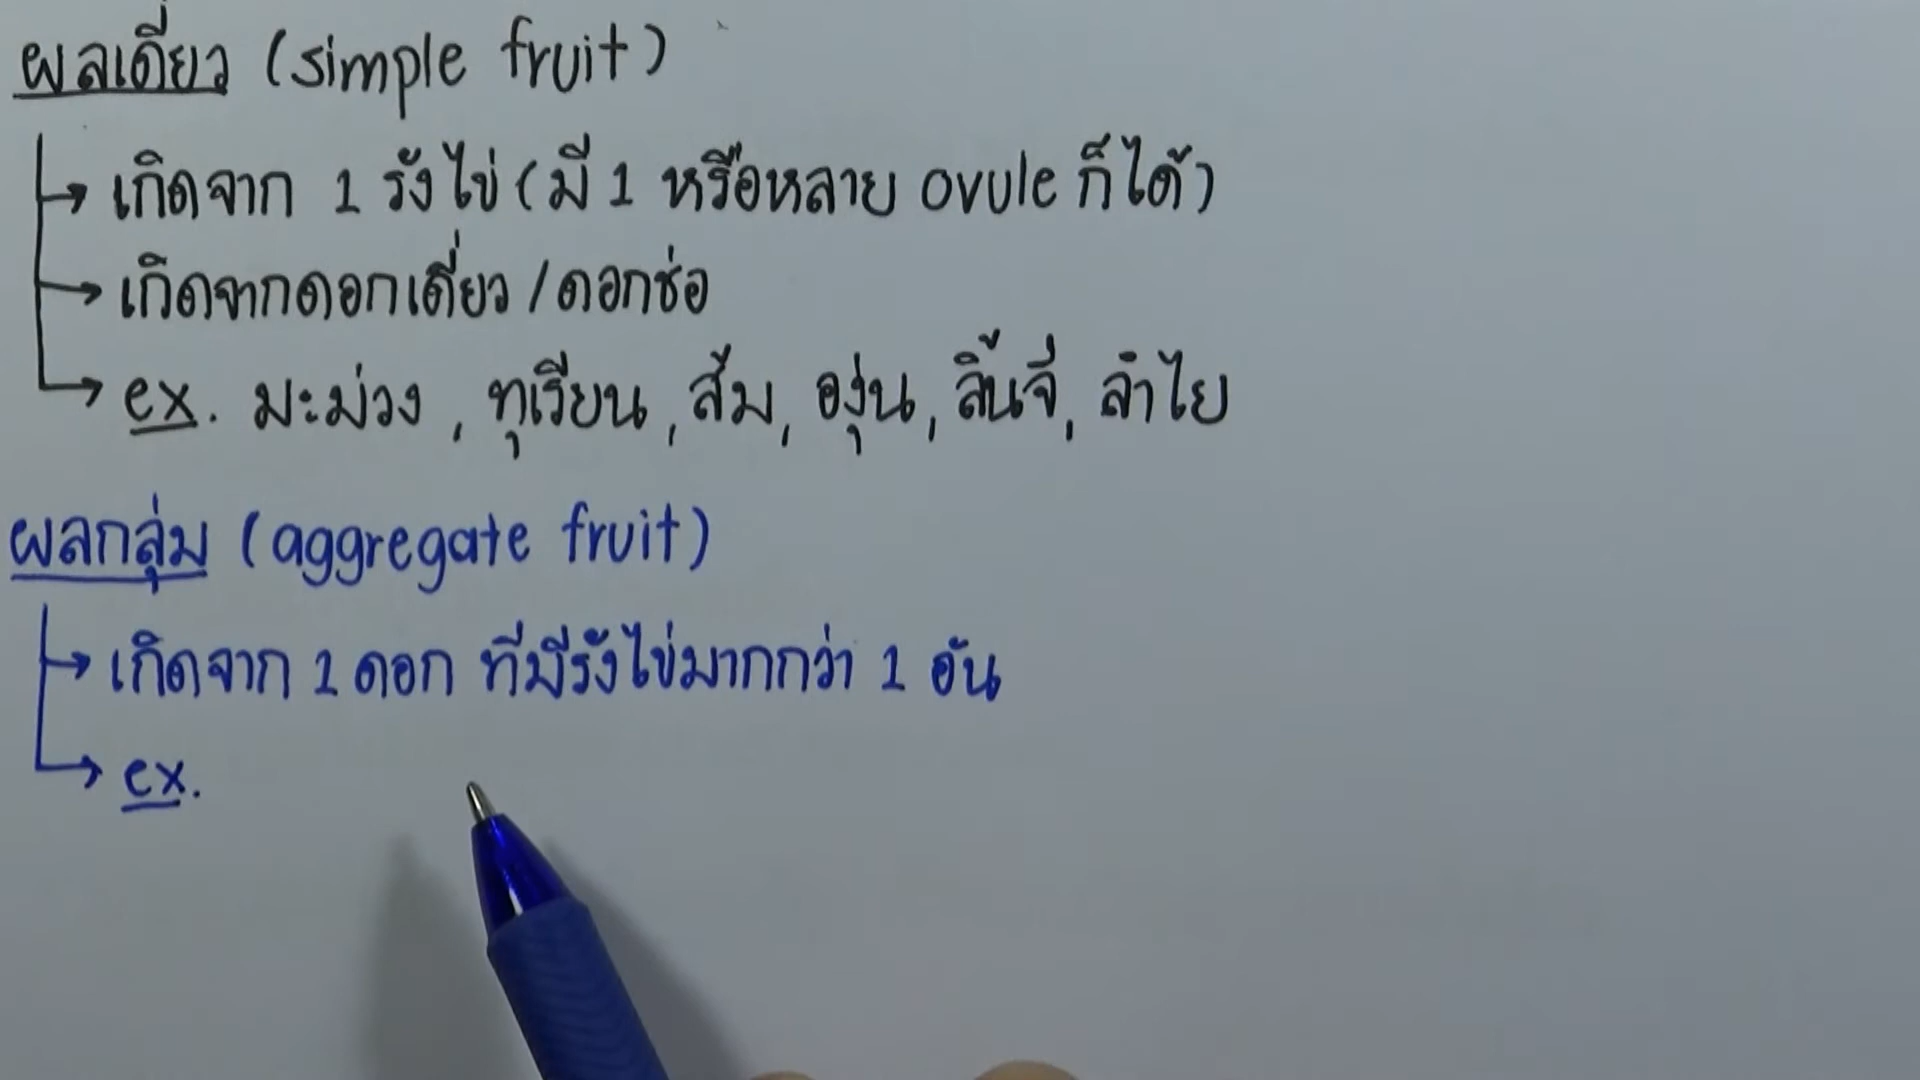 ผลเดี่ยว (simple fruit)
เกิดจาก 1 รังไข่ (มี 1 หรือหลาย ovule ก็ได้)
เกิดจากดอกเดี่ยว / ดอกช่อ
ex. มะม่วง, ทุเรียน, ส้ม, องุ่น, ลิ้นจี่, ลำไย
ผลกลุ่ม (aggregate fruit)
เกิดจาก 1 ดอก ที่มีรังไข่มากกว่า 1 อัน
ex.